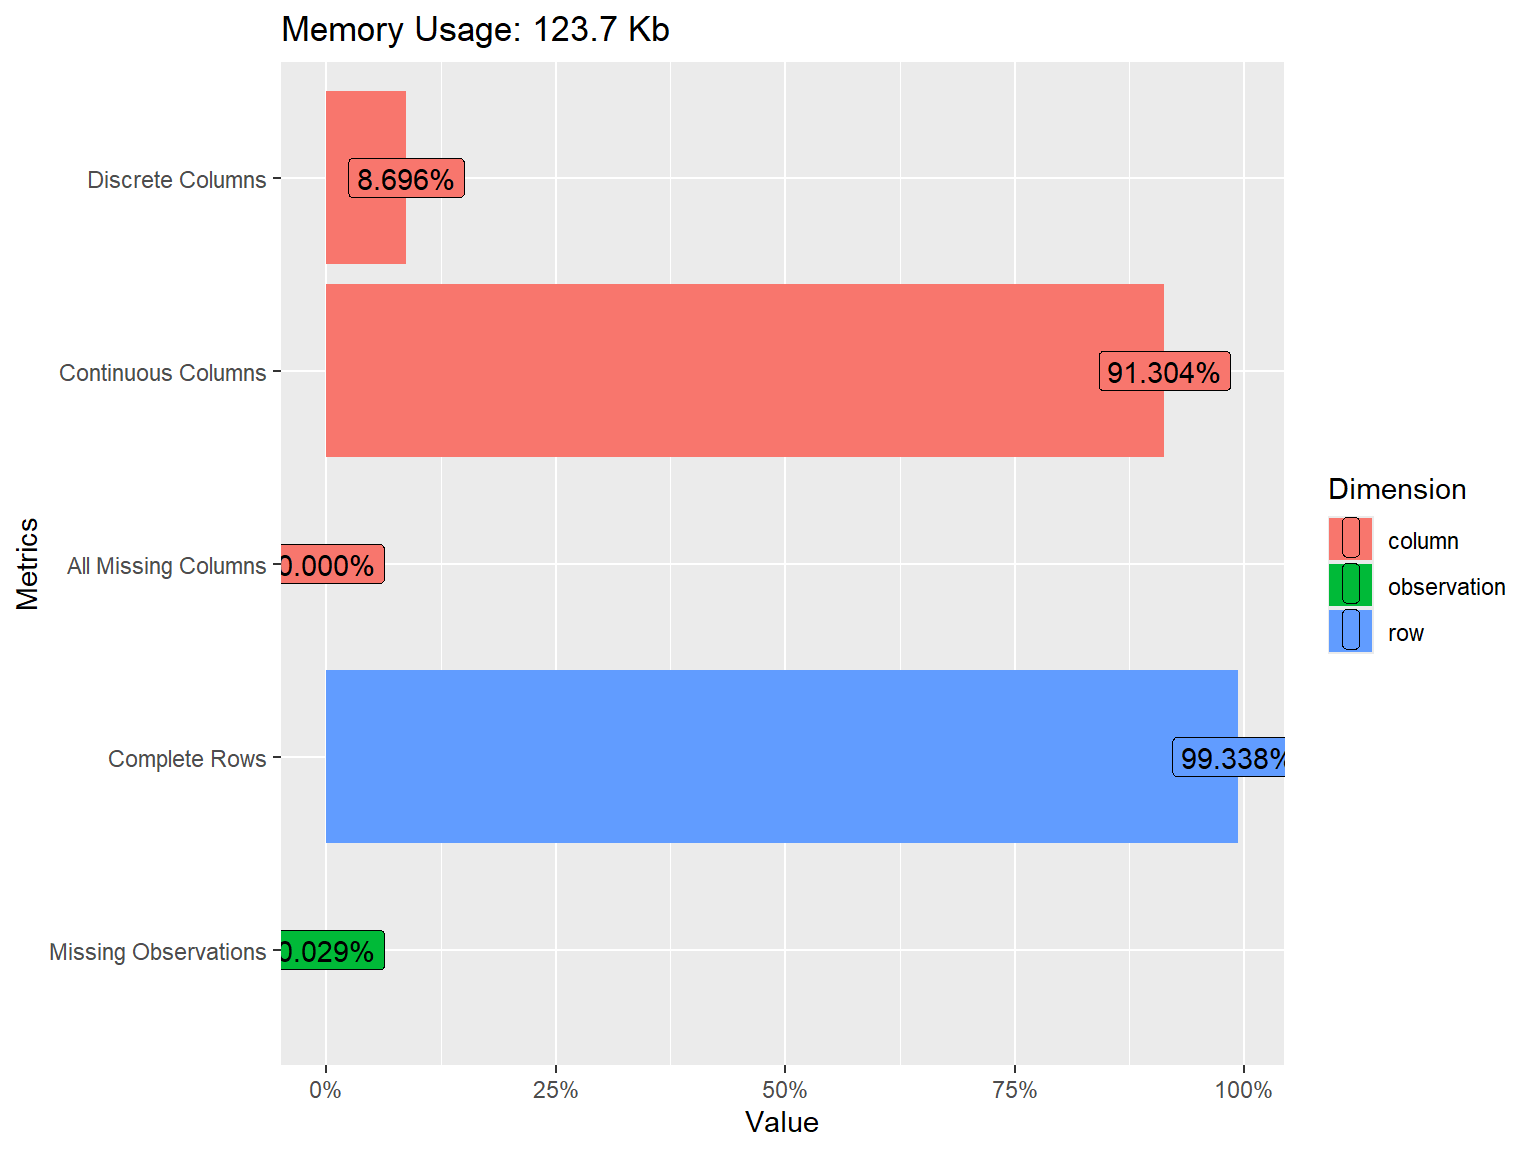 Memory Usage: 123.7 Kb
Discrete Columns
8.696%
Continuous Columns
91.304%
All Missing Columns
0.000%
Complete Rows
99.338%
Missing Observations
0.029%
Metrics
0% 25% 50% 75% 100%
Value
Dimension
column
observation
row